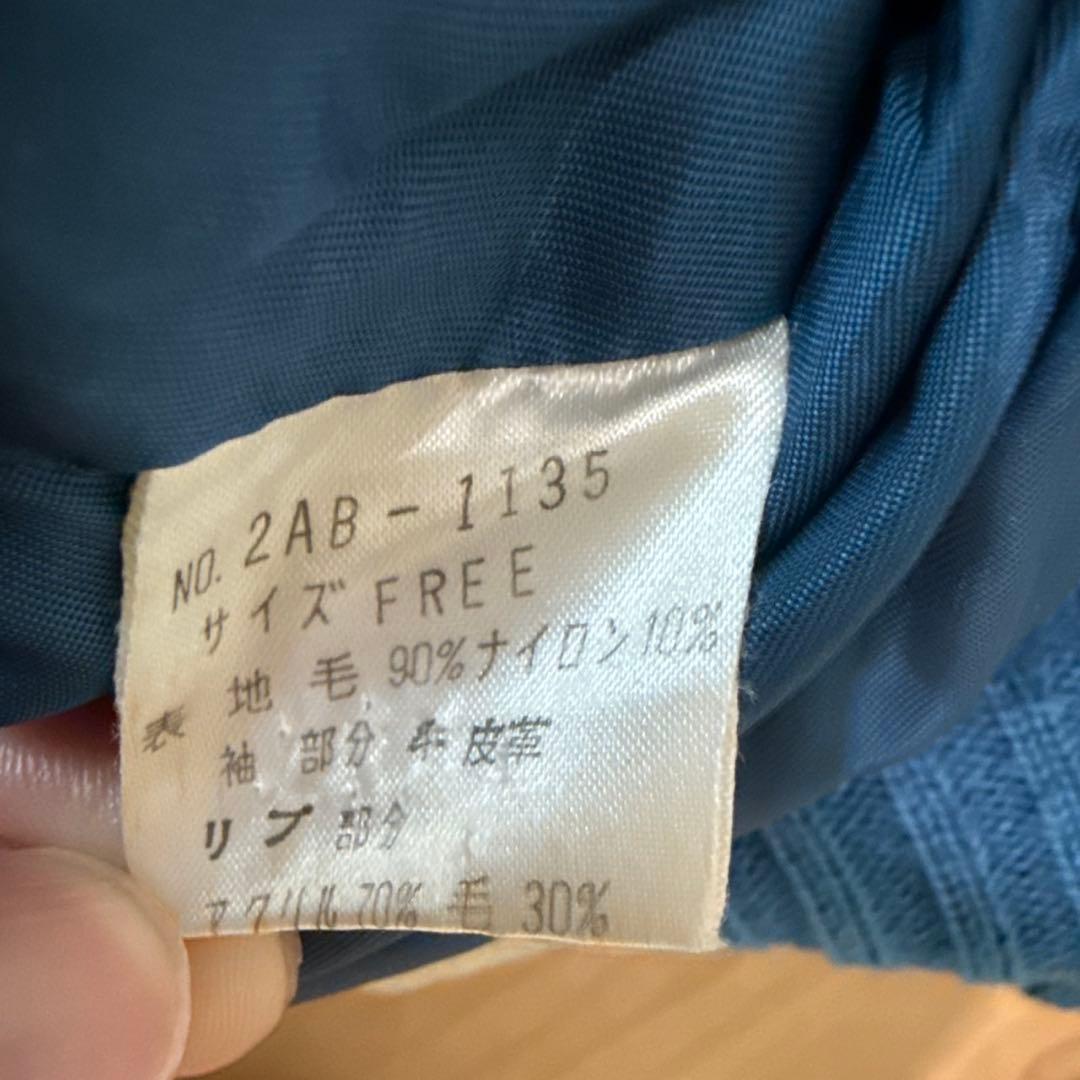 NO. 2AB-1135
サイズ FREE
表 地 毛 90% ナイロン 10%
袖 部分 牛皮革
リブ 部分
アクリル 70% 毛 30%